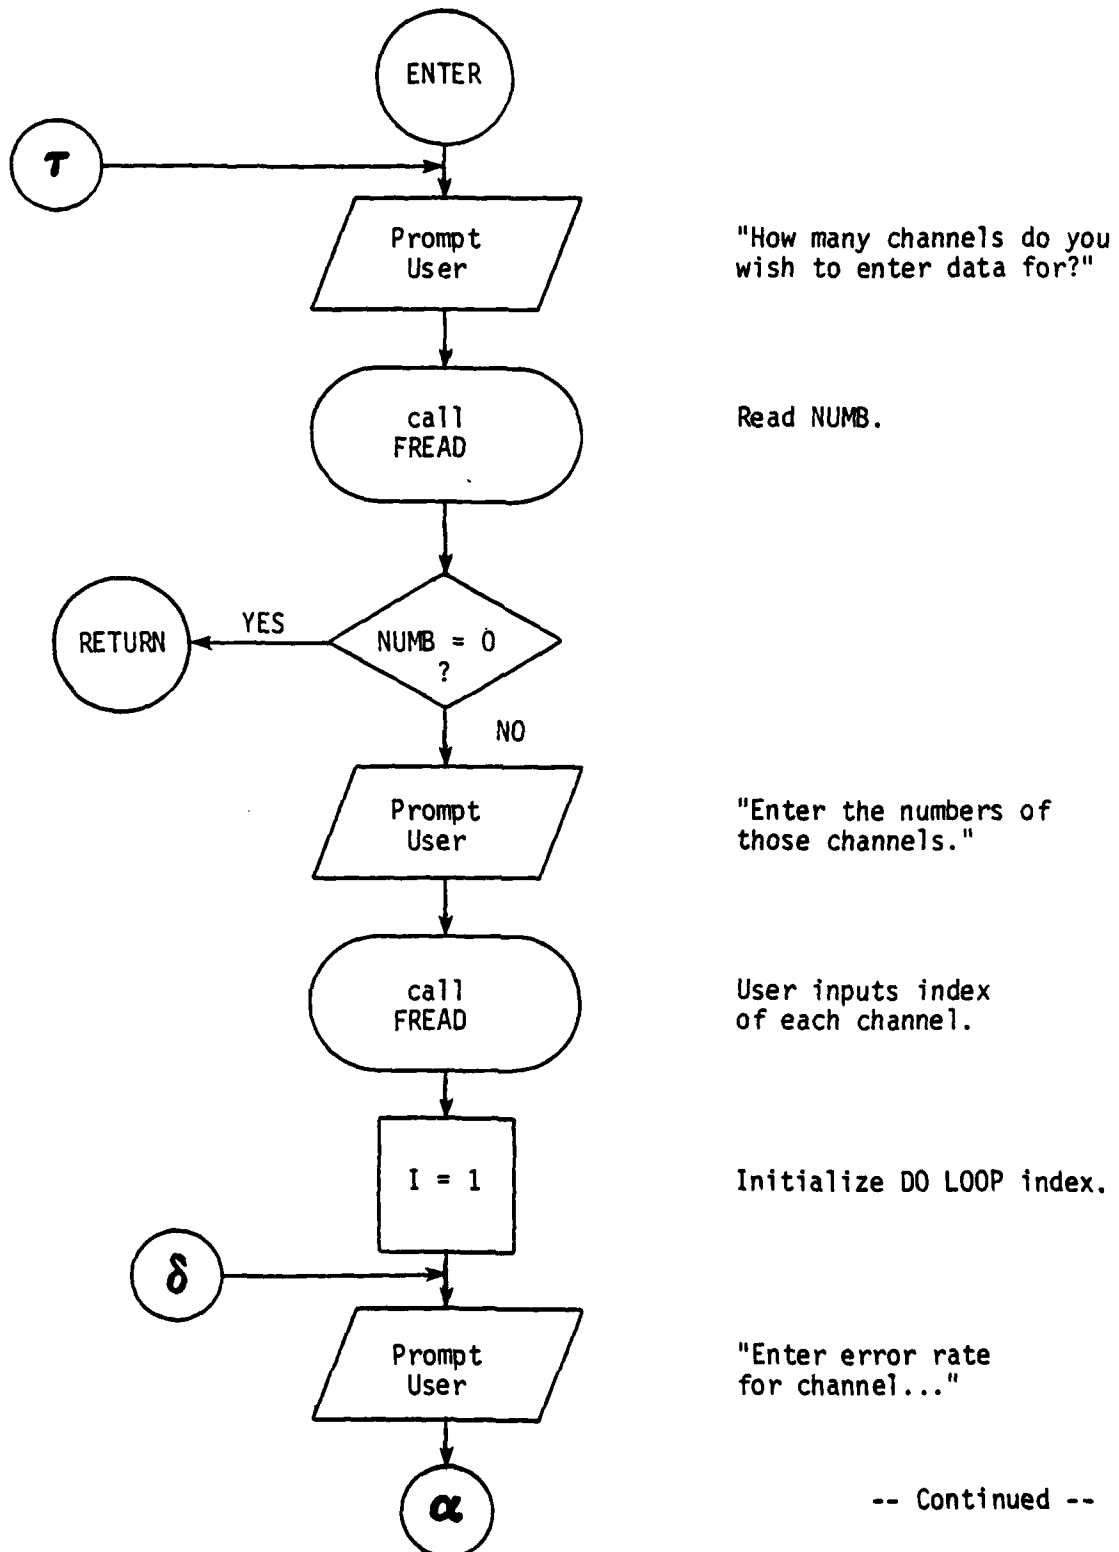 ENTER
τ
Prompt
User
"How many channels do you
wish to enter data for?"
call
FREAD
Read NUMB.
RETURN
YES
NUMB = 0
?
NO
Prompt
User
"Enter the numbers of
those channels."
call
FREAD
User inputs index
of each channel.
I = 1
Initialize DO LOOP index.
δ
Prompt
User
"Enter error rate
for channel..."
α
-- Continued --